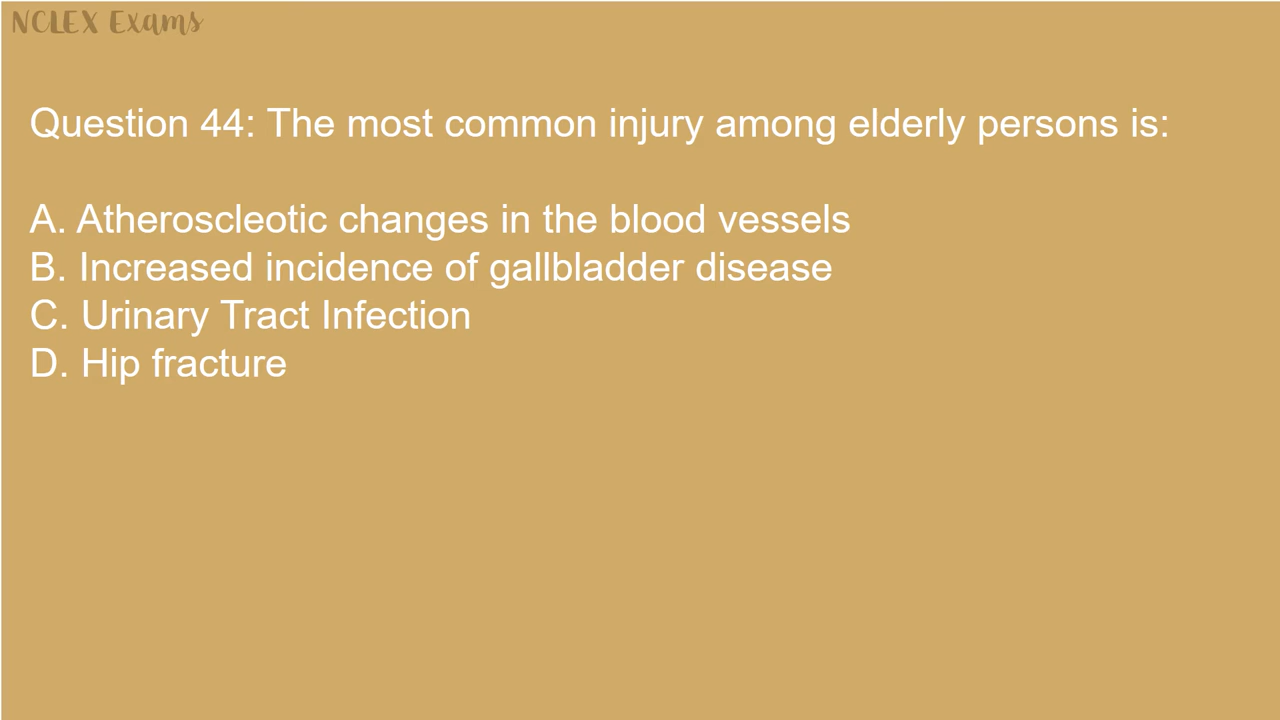 NCLEX Exams
Question 44: The most common injury among elderly persons is:
A. Atheroscleotic changes in the blood vessels
B. Increased incidence of gallbladder disease
C. Urinary Tract Infection
D. Hip fracture